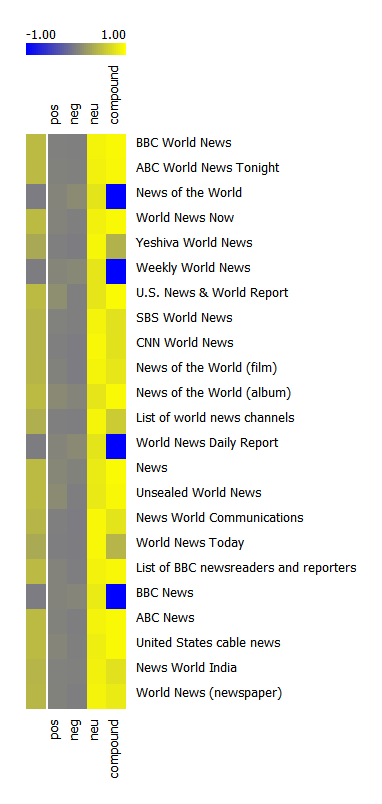 -1.00 1.00
pos
neg
neu
compound
BBC World News
ABC World News Tonight
News of the World
World News Now
Yeshiva World News
Weekly World News
U.S. News & World Report
SBS World News
CNN World News
News of the World (film)
News of the World (album)
List of world news channels
World News Daily Report
News
Unsealed World News
News World Communications
World News Today
List of BBC newsreaders and reporters
BBC News
ABC News
United States cable news
News World India
World News (newspaper)
pos
neg
neu
compound